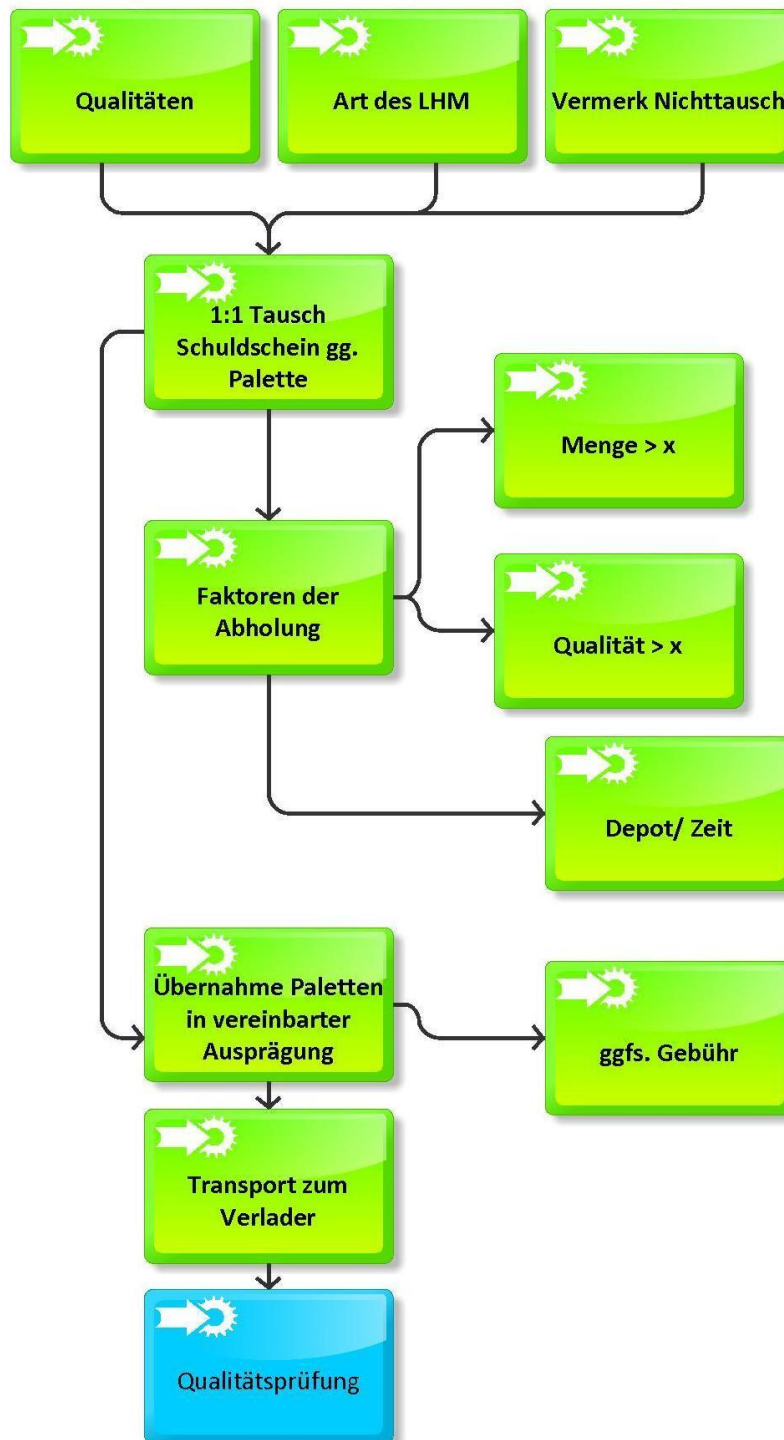 Qualitäten
Art des LHM
Vermerk Nichttausch
1:1 Tausch
Schuldschein gg.
Palette
Menge > x
Faktoren der
Abholung
Qualität > x
Depot/ Zeit
Übernahme Paletten
in vereinbarter
Ausprägung
ggfs. Gebühr
Transport zum
Verlader
Qualitätsprüfung